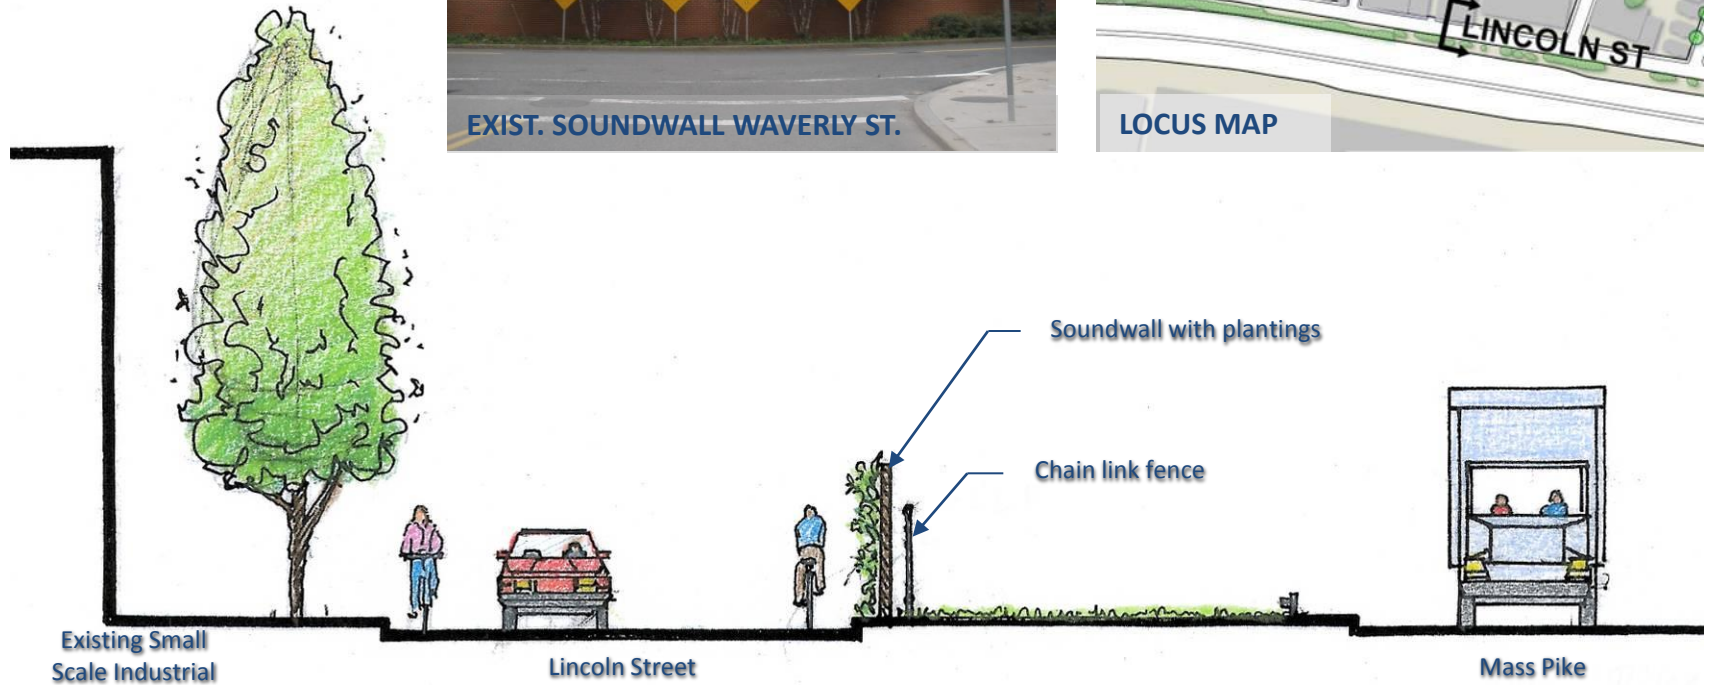 LINCOLN ST
EXIST. SOUNDWALL WAVERLY ST.
LOCUS MAP
Soundwall with plantings
Chain link fence
Existing Small
Scale Industrial
Lincoln Street
Mass Pike